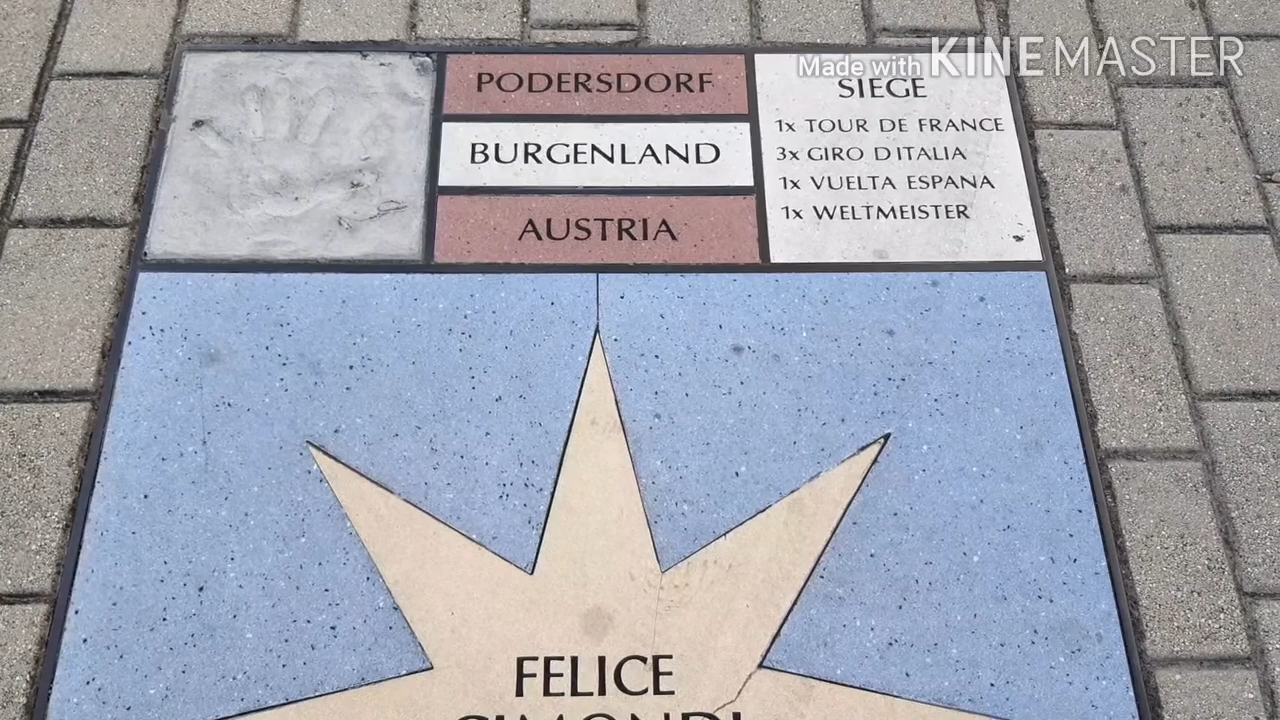 Made with KINEMASTER
PODERSDORF
BURGENLAND
AUSTRIA
SIEGE
1x TOUR DE FRANCE
3x GIRO D ITALIA
1x VUELTA ESPANA
1x WELTMEISTER
FELICE
GIMONDI